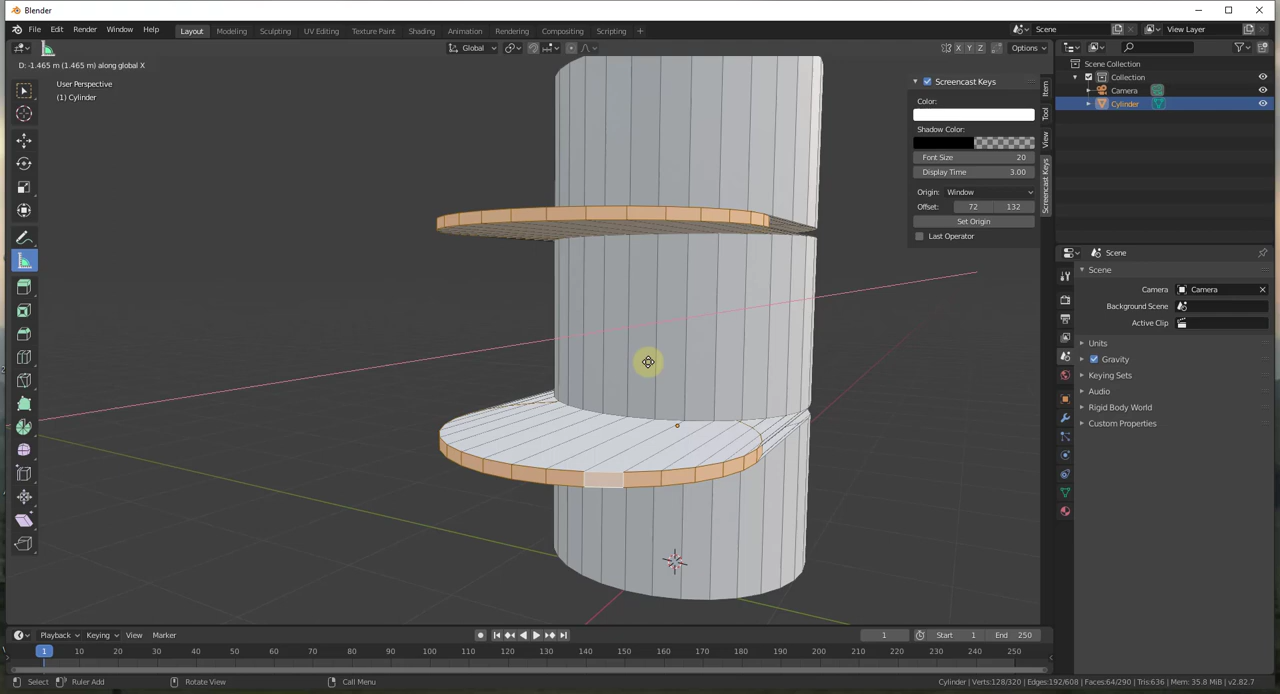 Blender
File Edit Render Window Help Layout Modeling Sculpting UV Editing Texture Paint Shading Animation Rendering Compositing Scripting + Scene View Layer
Global X Y Z Options
D: -1.465 m (1.465 m) along global X
User Perspective
(1) Cylinder
Screencast Keys
Color:
Shadow Color:
Font Size 20
Display Time 3.00
Origin: Window
Offset: 72 132
Set Origin
Last Operator
Item
Tool
View
Screencast Keys
Scene Collection
Collection
Camera
Cylinder
Scene
Scene
Camera Camera
Background Scene
Active Clip
Units
Gravity
Keying Sets
Audio
Rigid Body World
Custom Properties
Playback Keying View Marker 1 Start 1 End 250
1 10 20 30 40 50 60 70 80 90 100 110 120 130 140 150 160 170 180 190 200 210 220 230 240 250
Select Ruler Add Rotate View Call Menu Cylinder | Verts:128/320 | Edges:192/608 | Faces:64/290 | Tris:636 | Mem: 35.8 MiB | v2.82.7